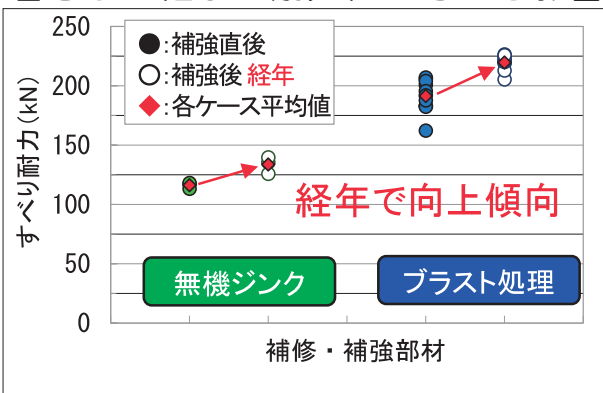 250
200
150
100
50
0
すべり耐力(kN)
●:補強直後
○:補強後 経年
◆:各ケース平均値
経年で向上傾向
無機ジンク
ブラスト処理
補修・補強部材